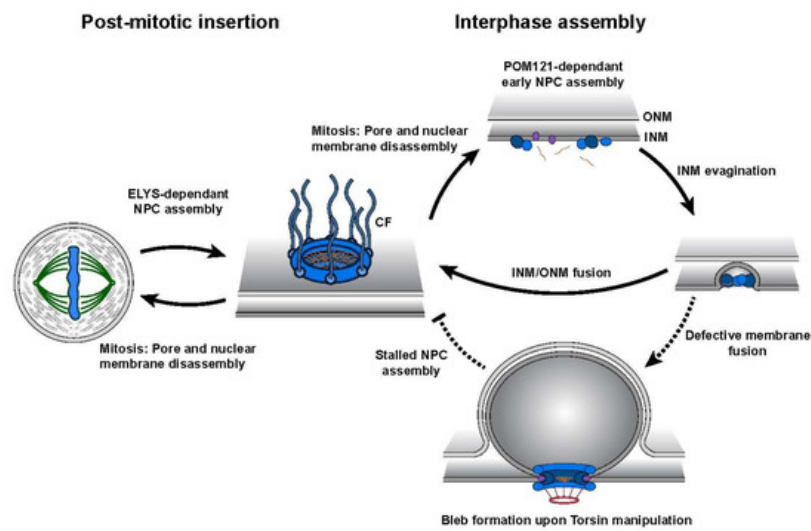 Post-mitotic insertion
Interphase assembly
POM121-dependant
early NPC assembly
ONM
INM
Mitosis: Pore and nuclear
membrane disassembly
INM evagination
ELYS-dependant
NPC assembly
CF
INM/ONM fusion
Mitosis: Pore and nuclear
membrane disassembly
Stalled NPC
assembly
Defective membrane
fusion
Bleb formation upon Torsin manipulation